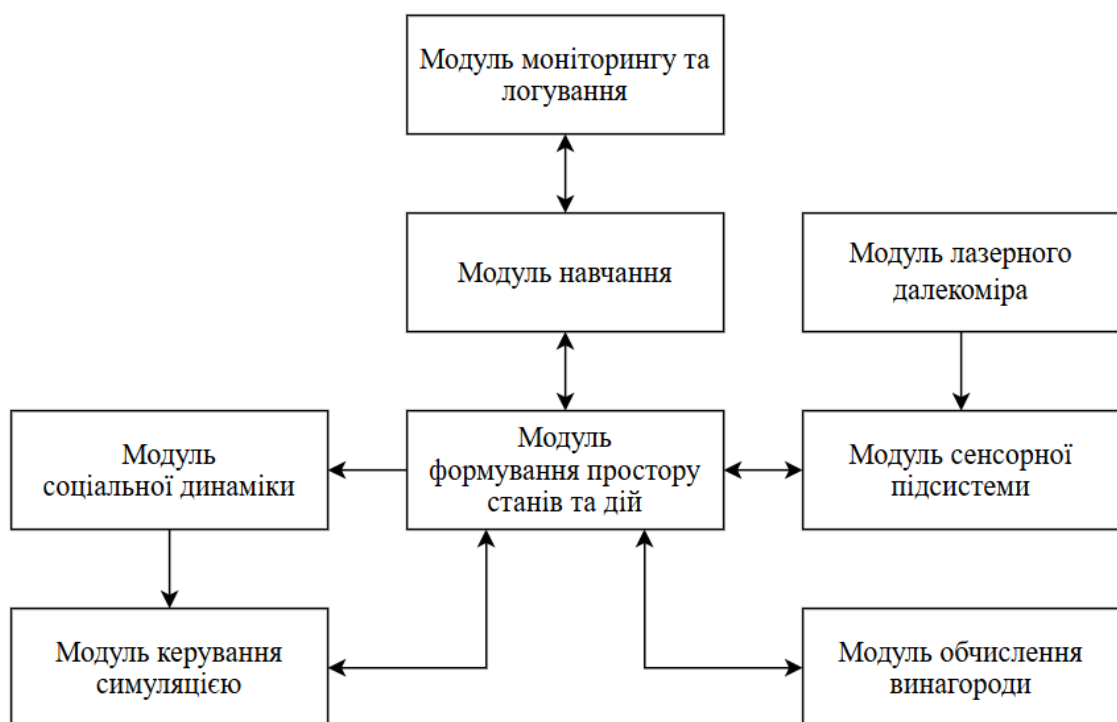 Модуль моніторингу та
логування
Модуль навчання
Модуль лазерного
далекоміра
Модуль
соціальної динаміки
Модуль
формування простору
станів та дій
Модуль сенсорної
підсистеми
Модуль керування
симуляцією
Модуль обчислення
винагороди